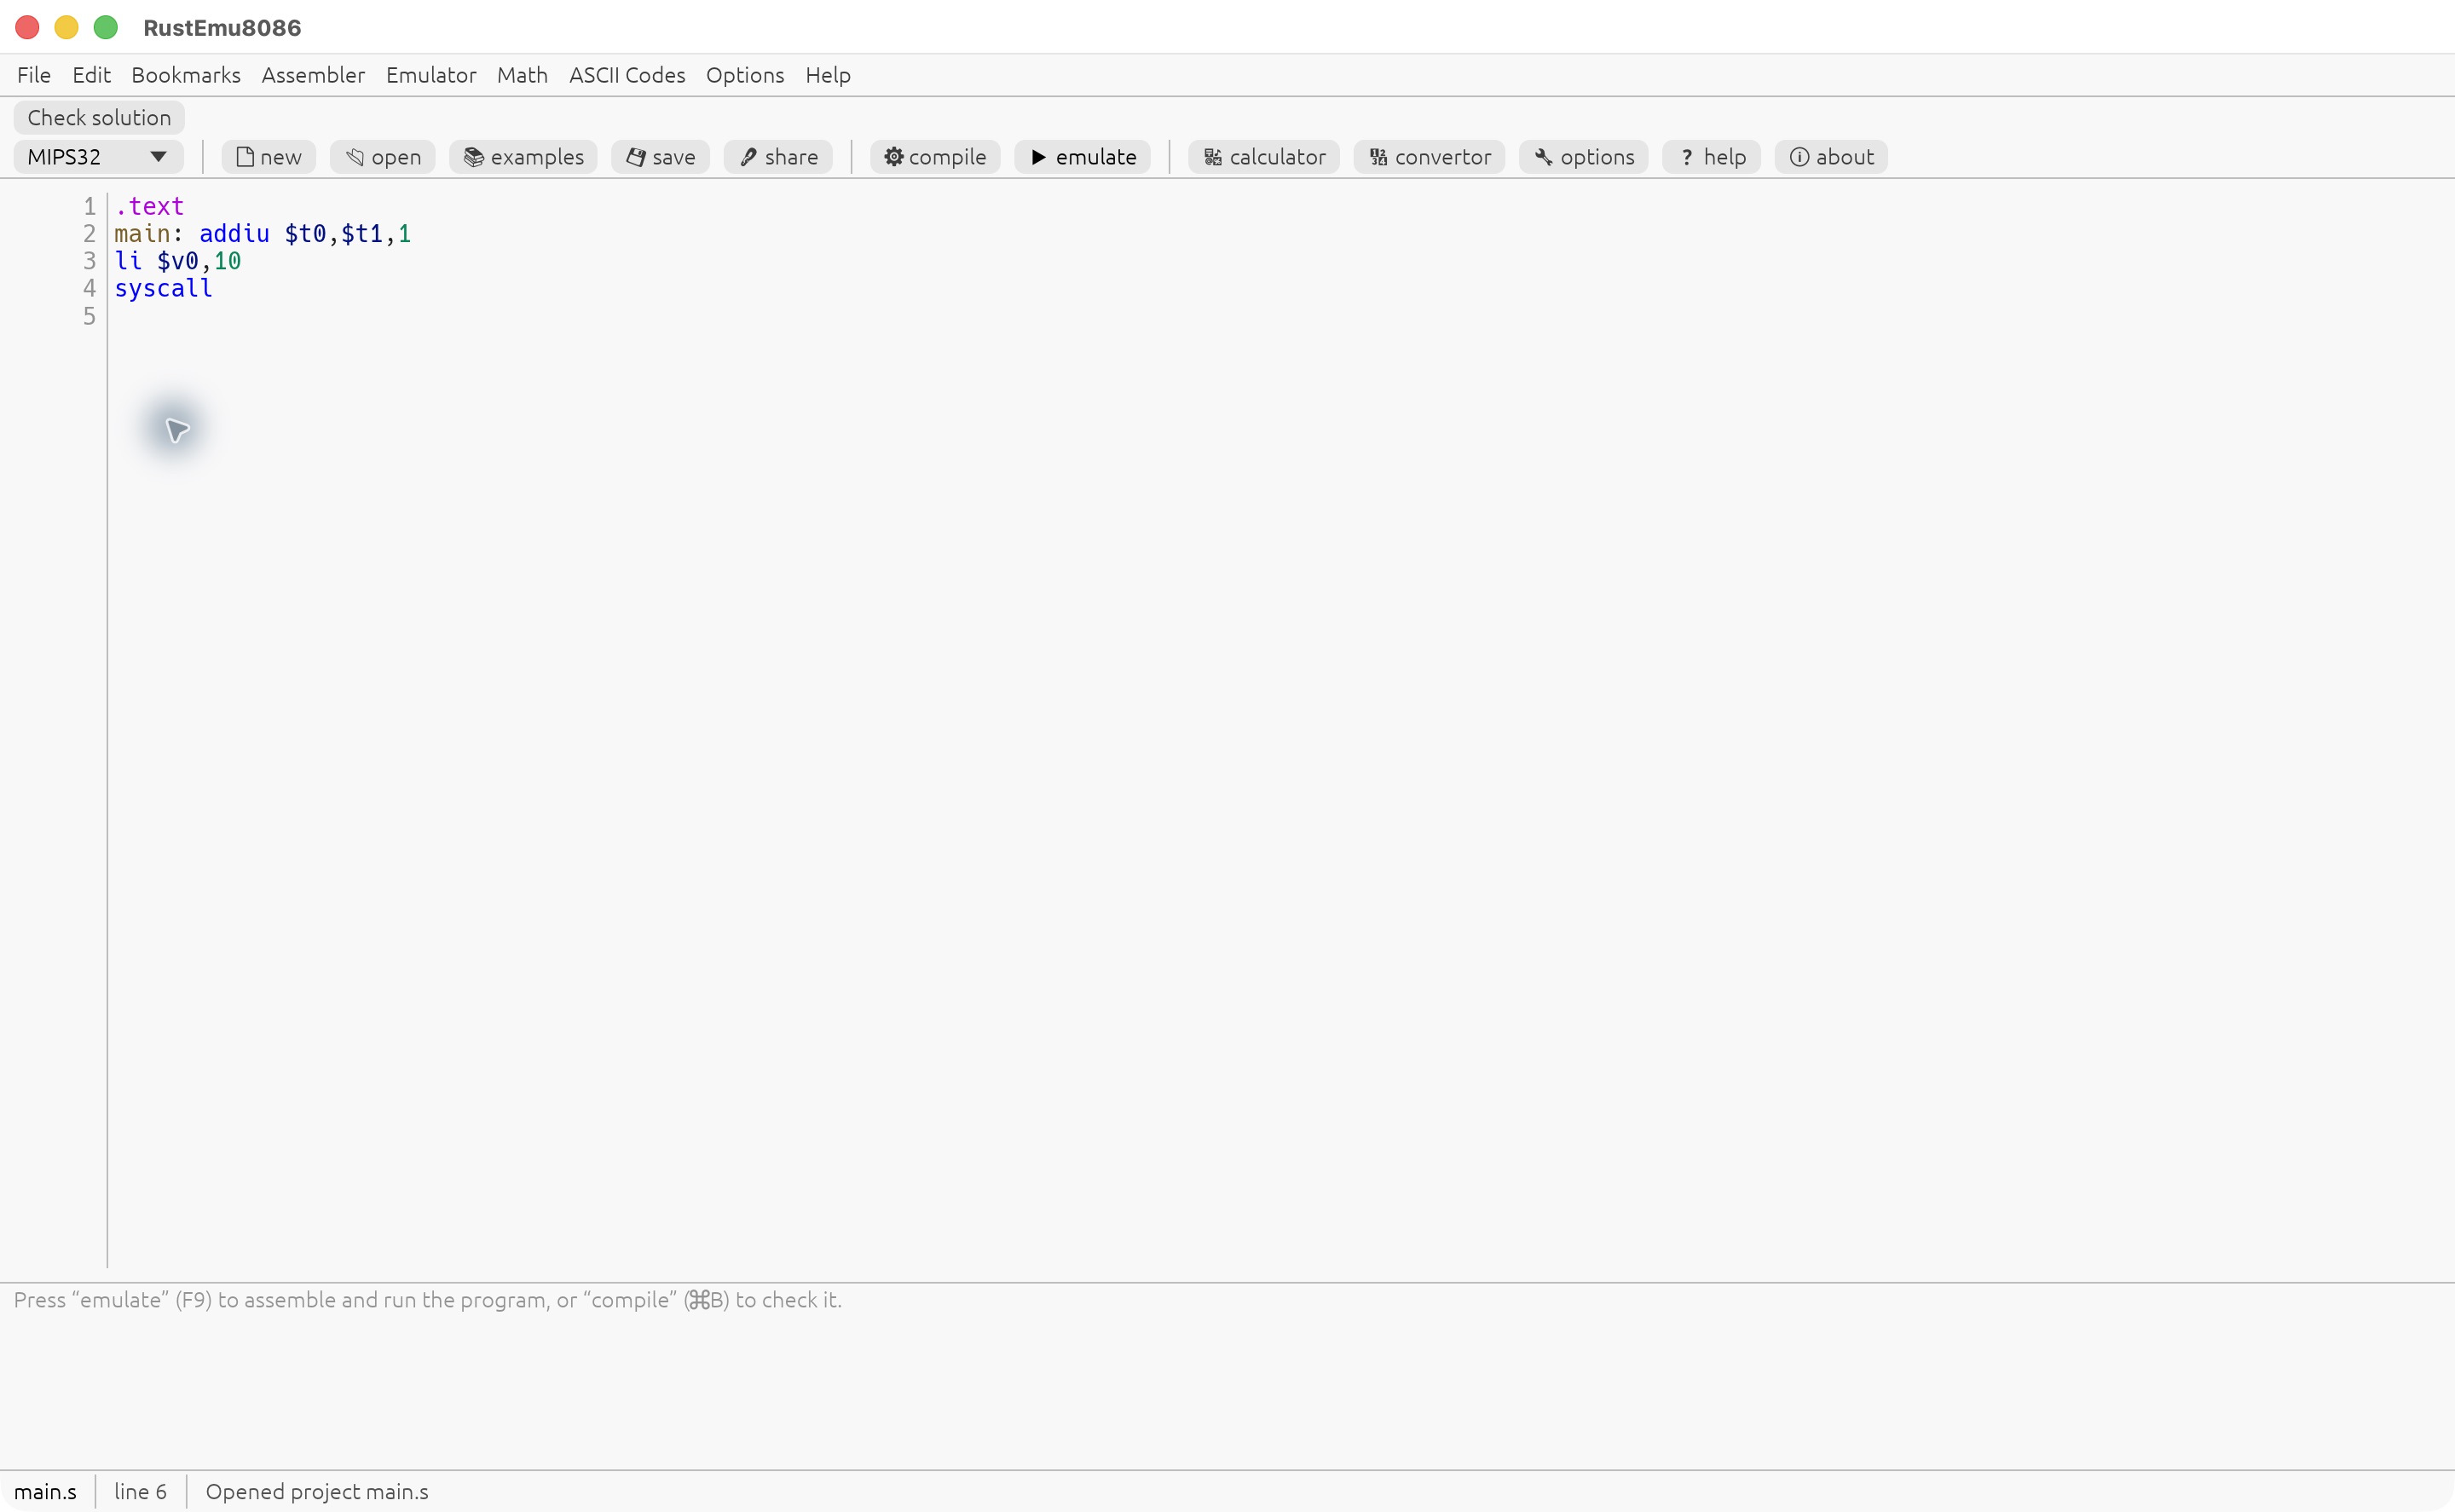 RustEmu8086
File Edit Bookmarks Assembler Emulator Math ASCII Codes Options Help
Check solution
MIPS32 new open examples save share compile emulate calculator convertor options ? help about
1 .text
2 main: addiu $t0,$t1,1
3 li $v0,10
4 syscall
5
Press “emulate” (F9) to assemble and run the program, or “compile” (⌘B) to check it.
main.s line 6 Opened project main.s